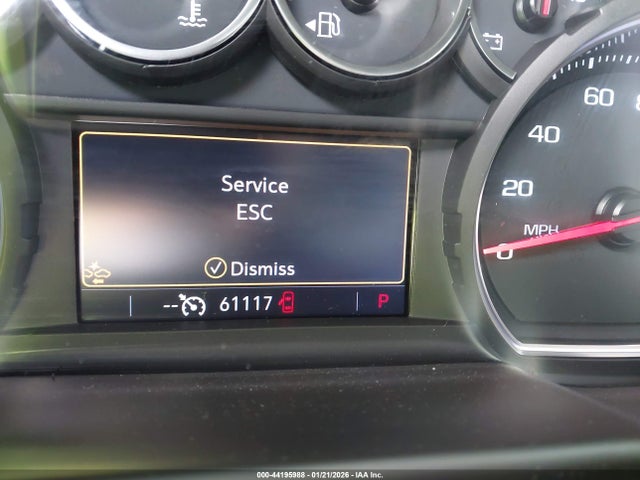 60
40
20
MPH
0
Service
ESC
Dismiss
-- 61117 P
000-44195988 - 01/21/2026 - IAA Inc.